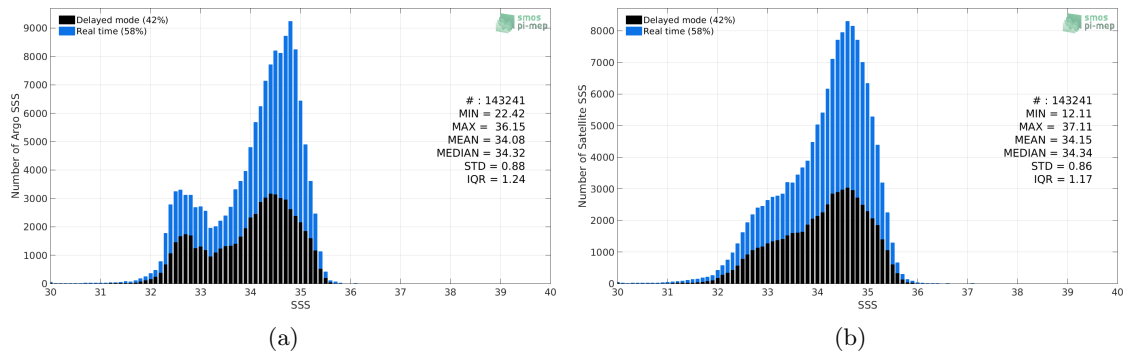 Delayed mode (42%)
Real time (58%)
smos
pi-mep
9000
8000
7000
6000
5000
4000
3000
2000
1000
0
Number of Argo SSS
# : 143241
MIN = 22.42
MAX = 36.15
MEAN = 34.08
MEDIAN = 34.32
STD = 0.88
IQR = 1.24
30 31 32 33 34 35 36 37 38 39 40
SSS
(a)
Delayed mode (42%)
Real time (58%)
smos
pi-mep
8000
7000
6000
5000
4000
3000
2000
1000
0
Number of Satellite SSS
# : 143241
MIN = 12.11
MAX = 37.11
MEAN = 34.15
MEDIAN = 34.34
STD = 0.86
IQR = 1.17
30 31 32 33 34 35 36 37 38 39 40
SSS
(b)